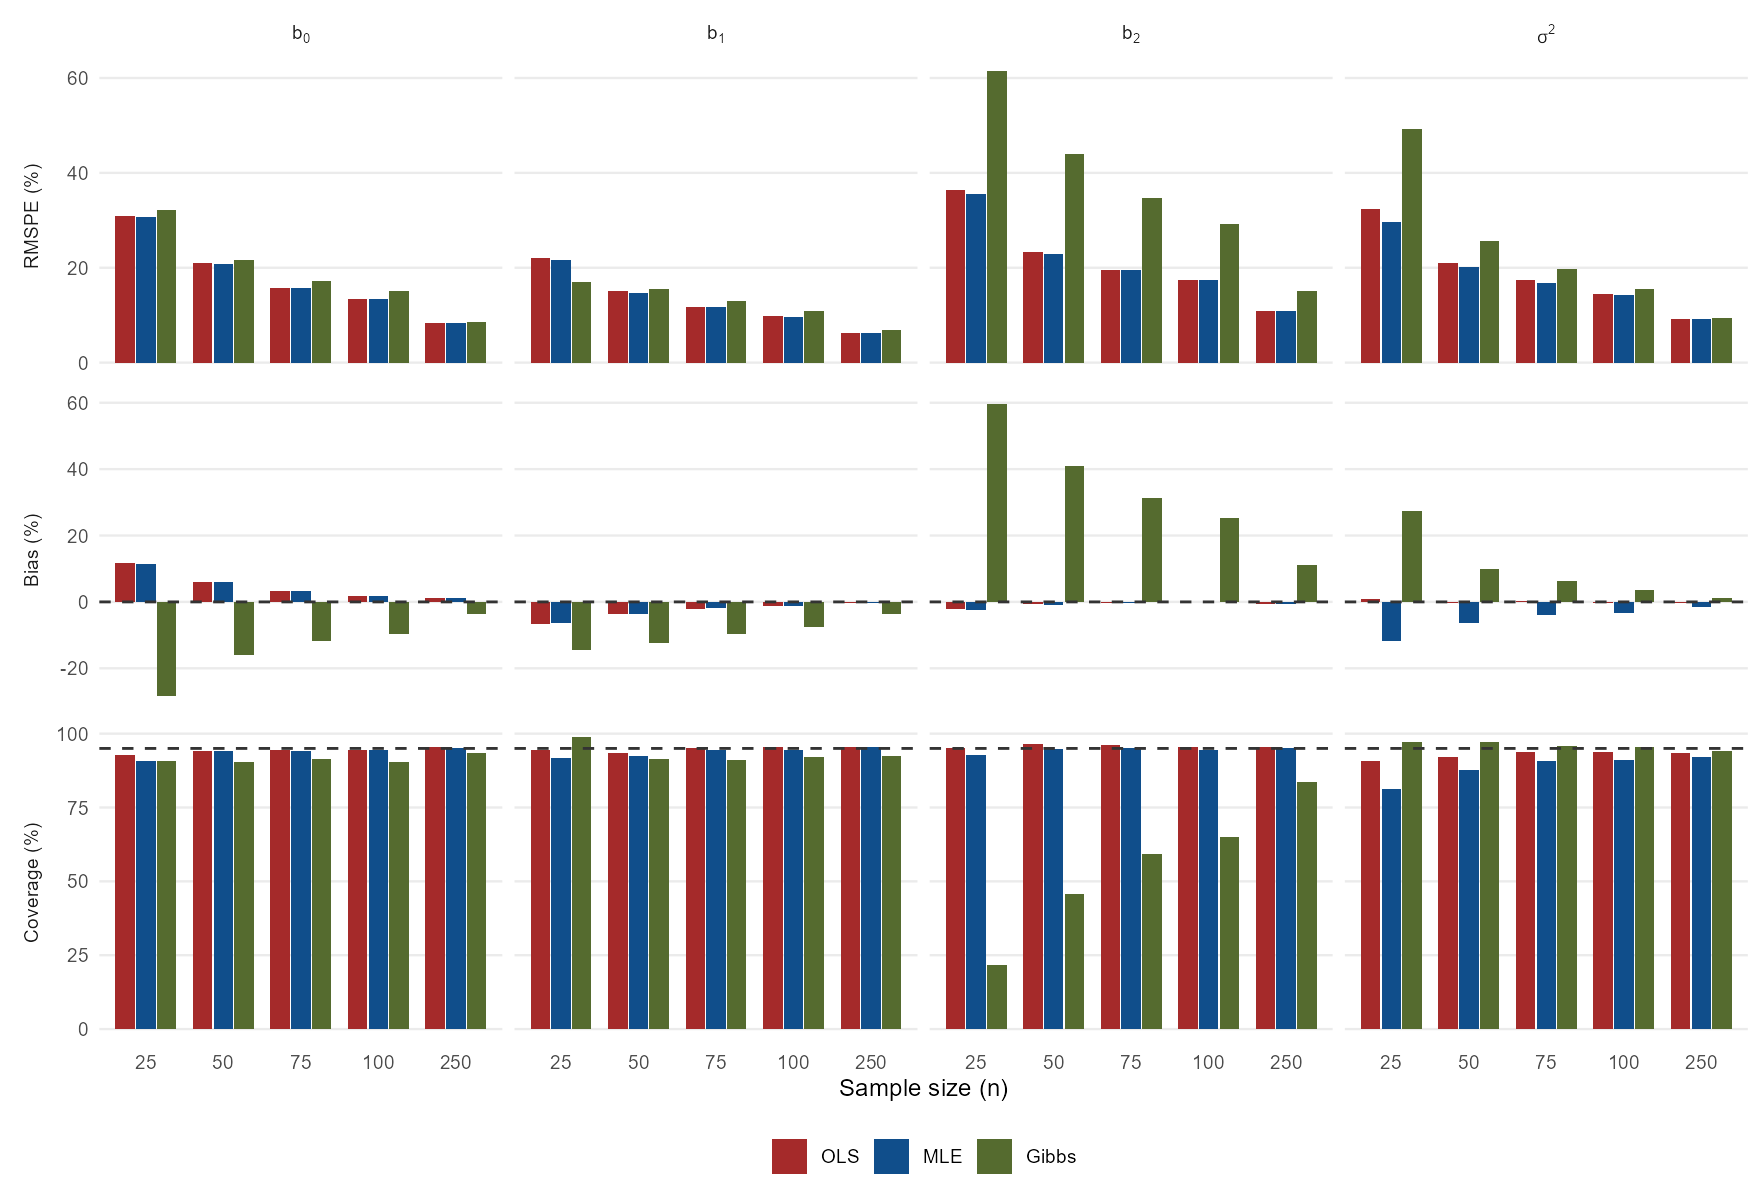 b₀ b₁ b₂ σ²
RMSPE (%)
60
40
20
0
Bias (%)
60
40
20
0
-20
Coverage (%)
100
75
50
25
0
25 50 75 100 250 25 50 75 100 250 25 50 75 100 250 25 50 75 100 250
Sample size (n)
OLS MLE Gibbs